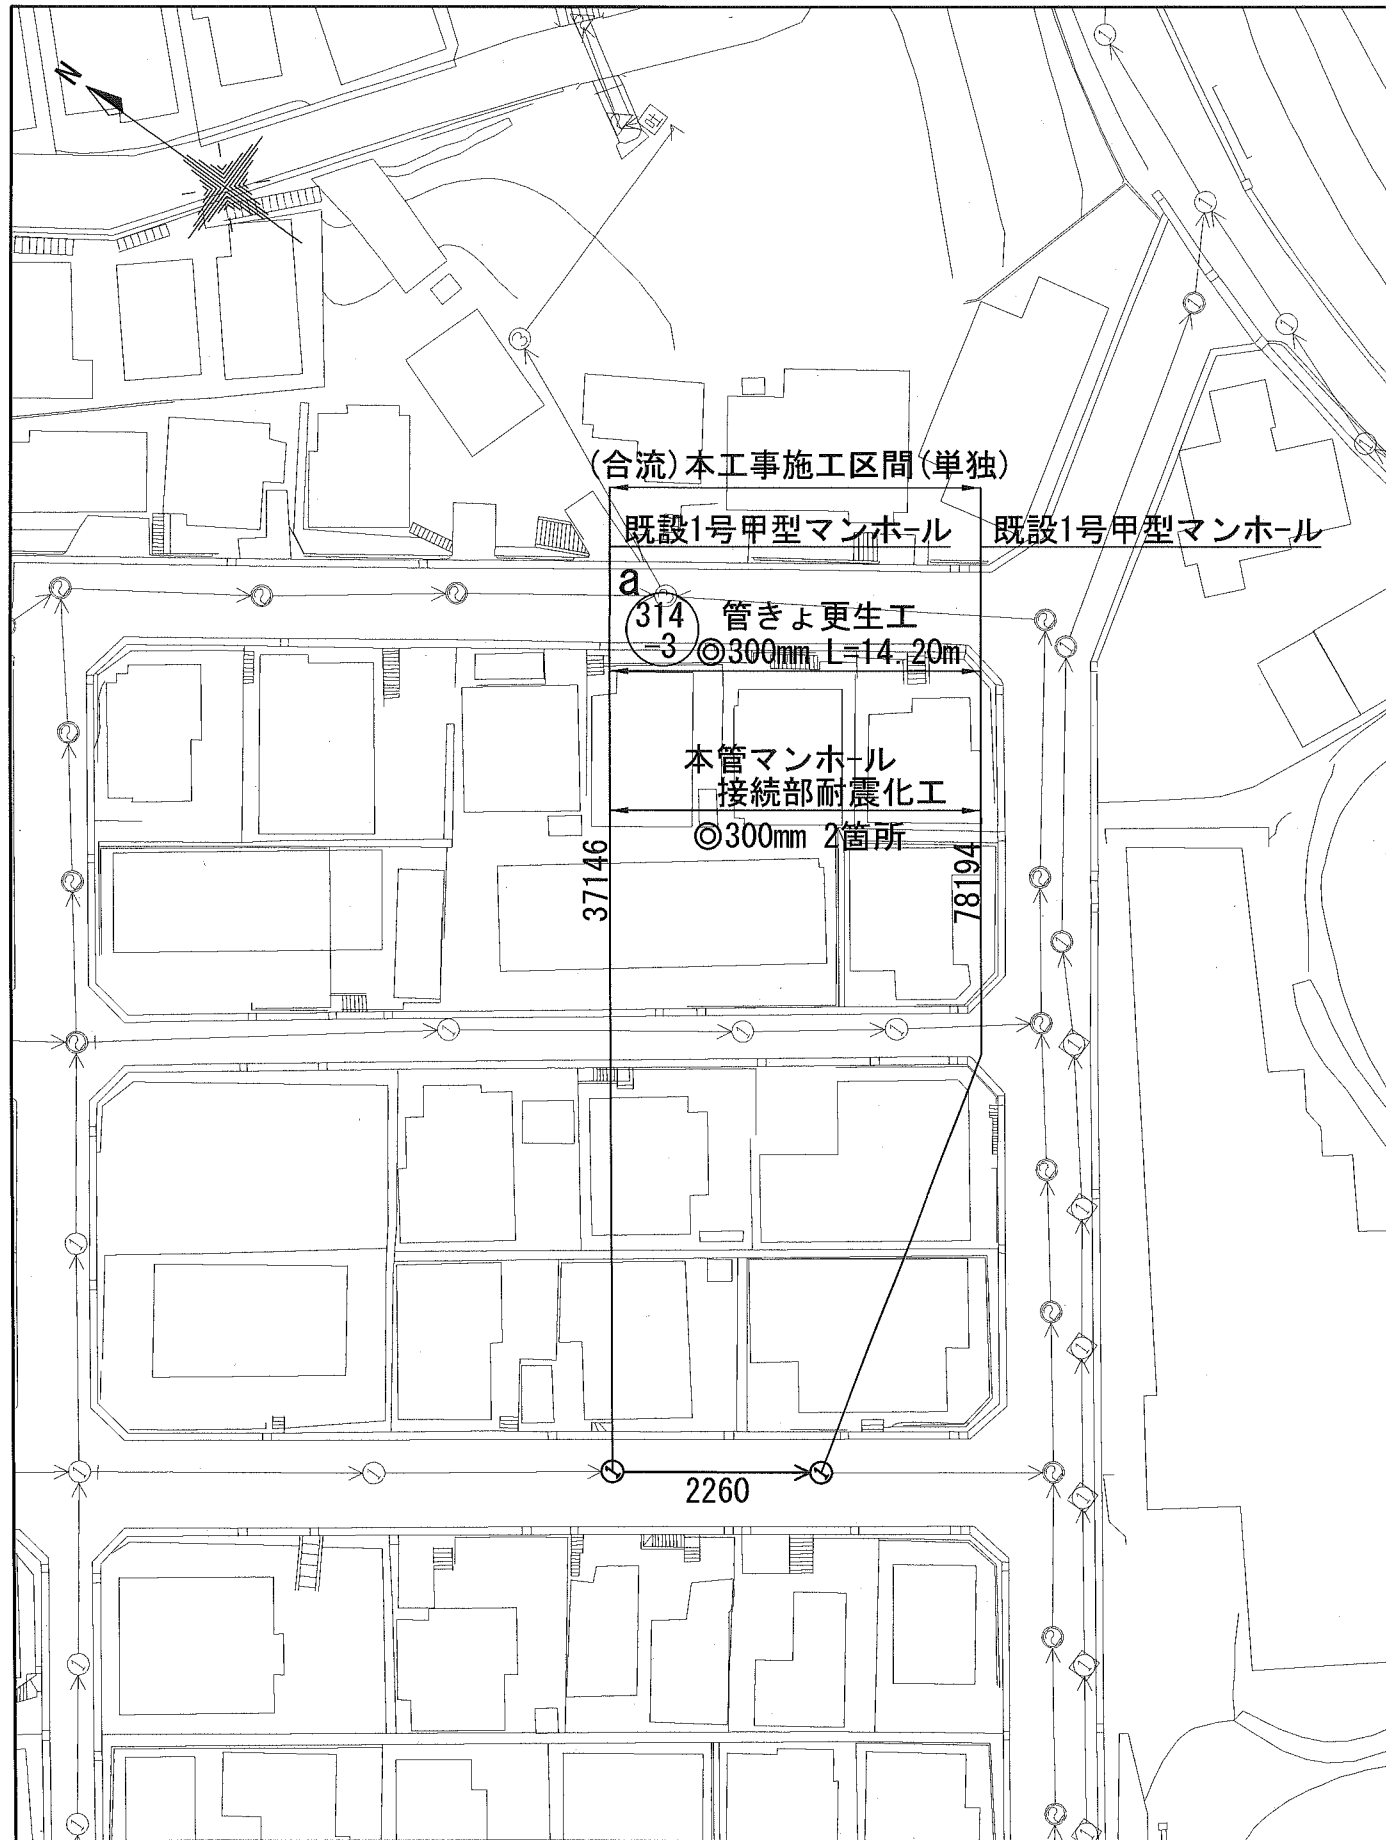 N
吐
(合流)本工事施工区間(単独)
既設1号甲型マンホール
既設1号甲型マンホール
a
314
-3
管きょ更生工
◎300mm L=14.20m
本管マンホール
接続部耐震化工
◎300mm 2箇所
37146
78194
2260